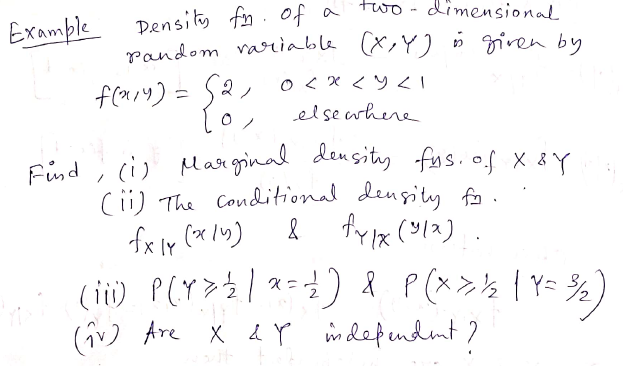 Example Density fn. of a two-dimensional
random variable (X,Y) is given by
f(x,y) = { 2, 0 < x < y < 1
0, elsewhere
Find, (i) Marginal density fns. of X & Y
(ii) The conditional density fn.
fX|Y (x|y) & fY|X (y|x).
(iii) P(Y ≥ 1/2 | x = 1/2) & P(X ≥ 1/2 | Y = 3/2)
(iv) Are X & Y independent?